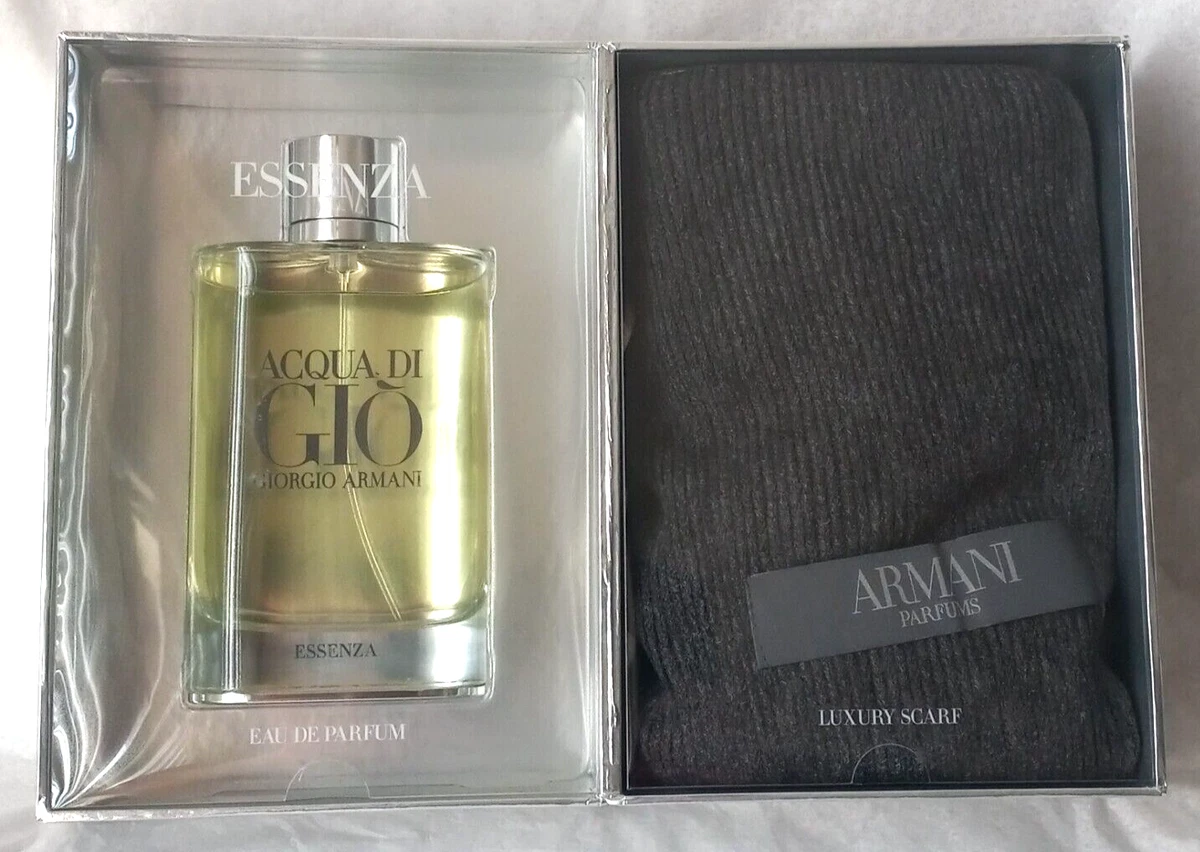 ESSENZA
ACQUA DI
GIÒ
GIORGIO ARMANI
ESSENZA
EAU DE PARFUM
ARMANI
PARFUMS
LUXURY SCARF